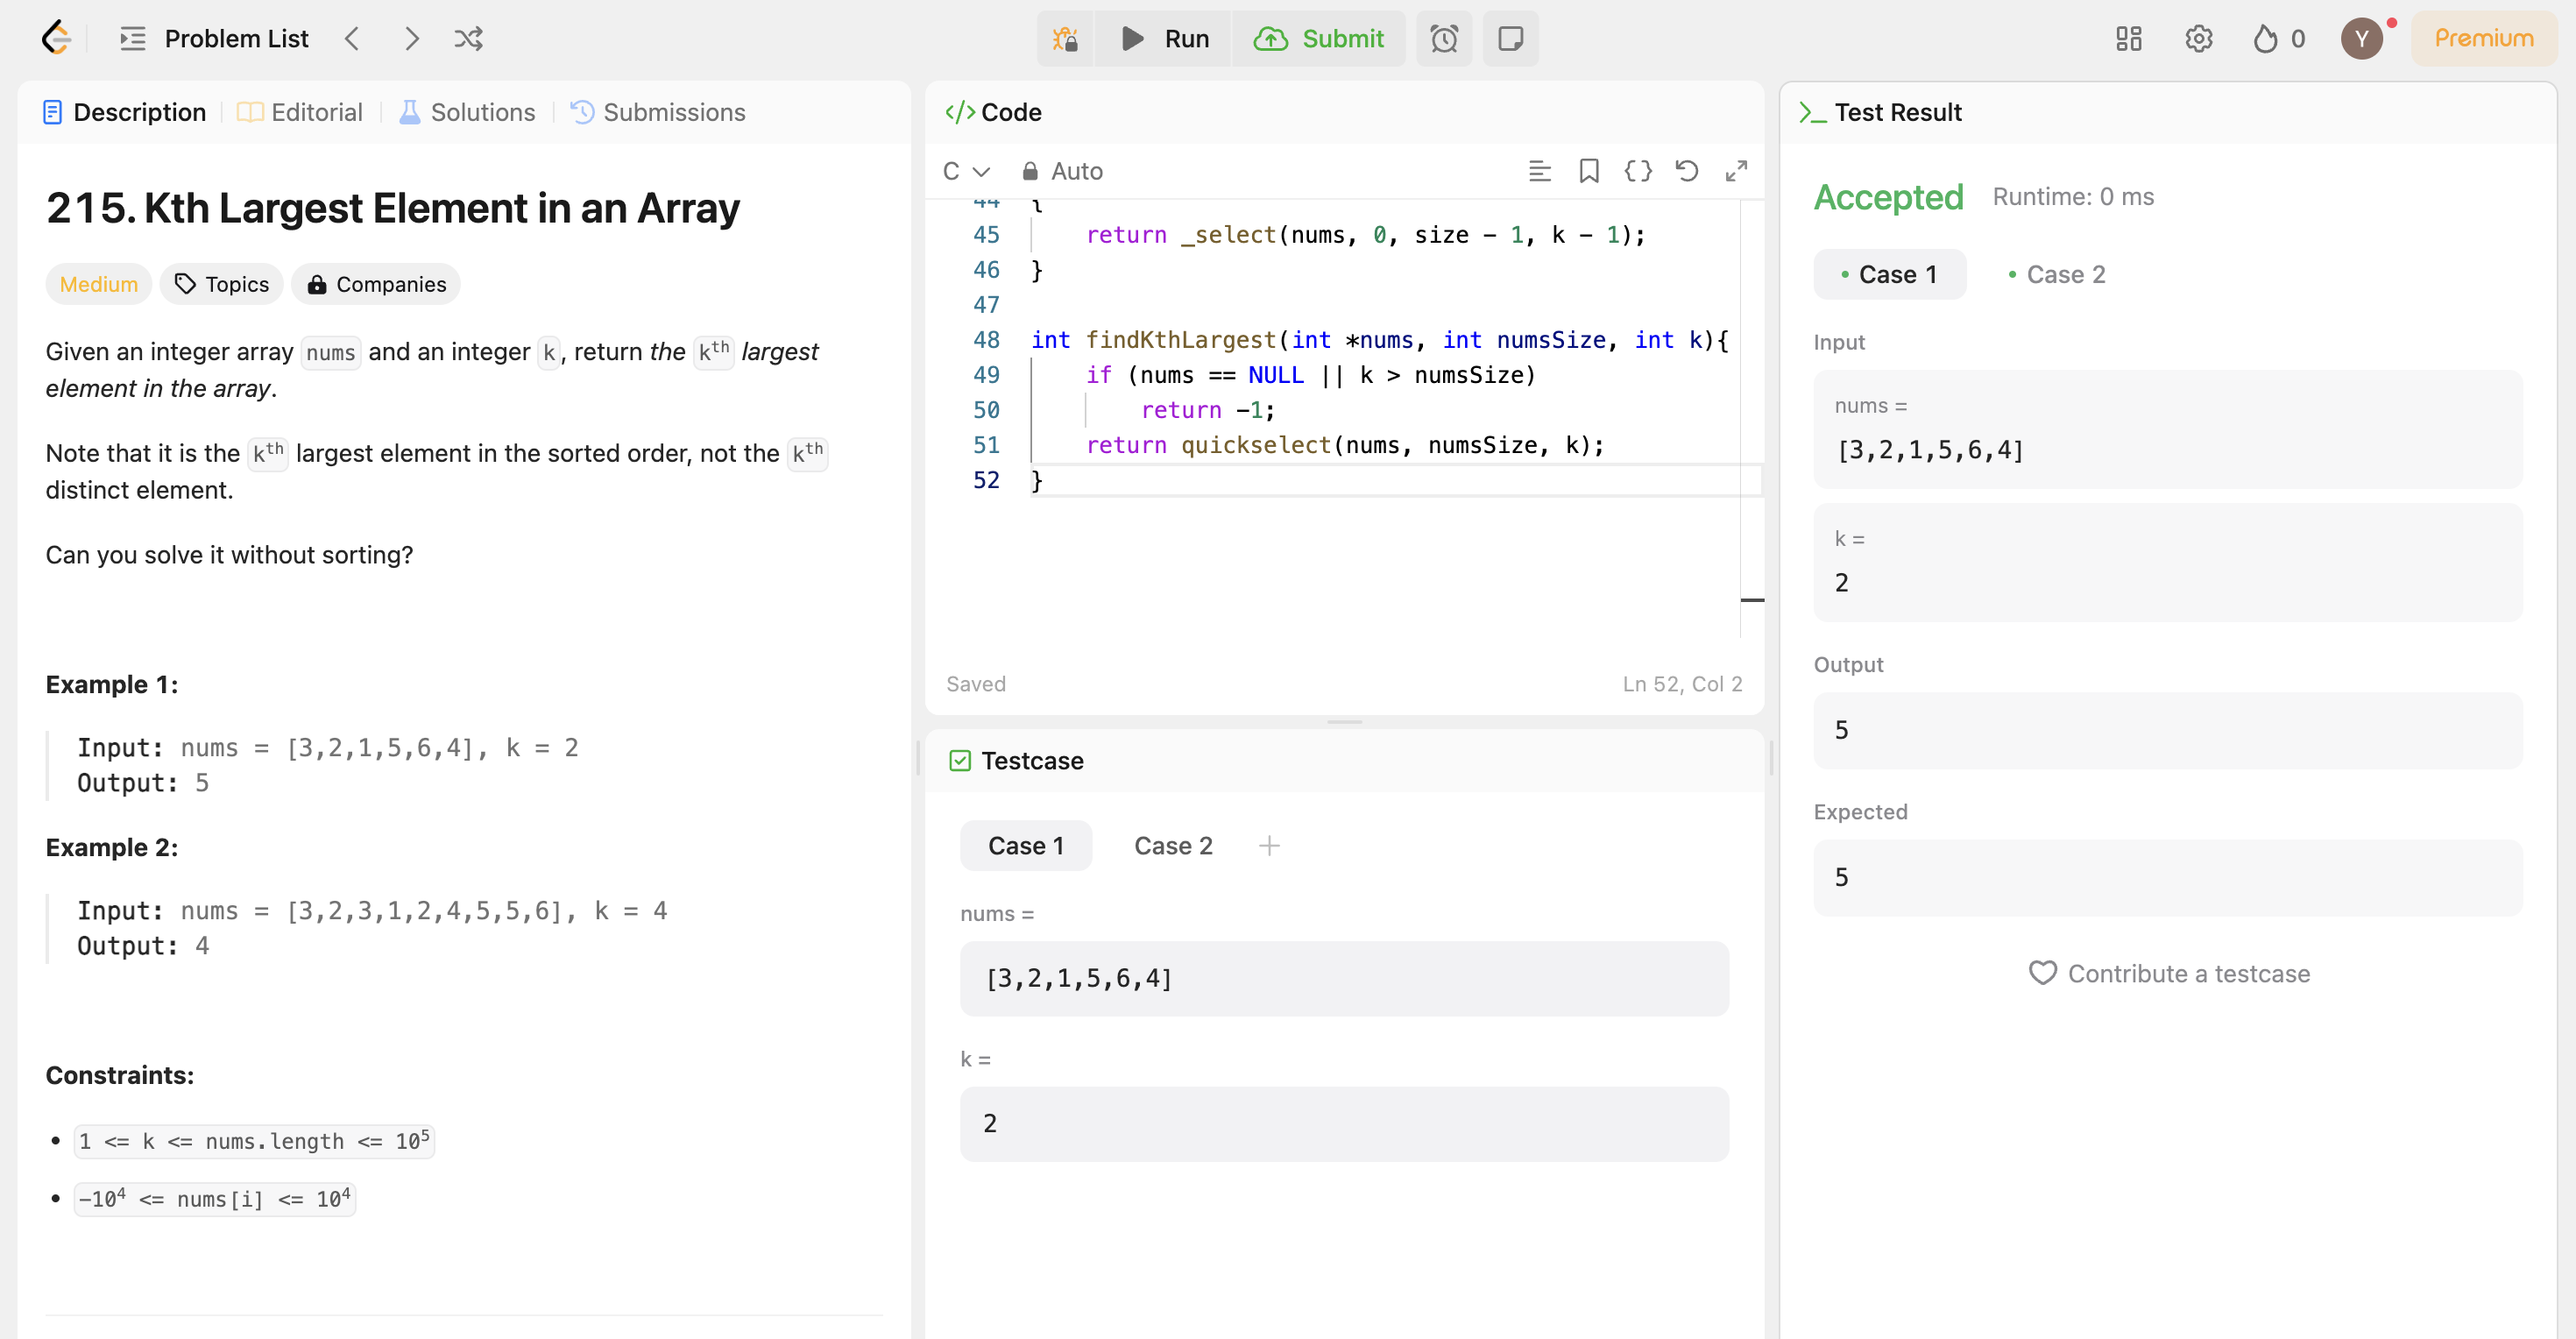 Problem List
Run
Submit
0
Y
Premium
Description
Editorial
Solutions
Submissions
215. Kth Largest Element in an Array
Medium
Topics
Companies
Given an integer array nums and an integer k, return the kth largest
element in the array.
Note that it is the kth largest element in the sorted order, not the kth
distinct element.
Can you solve it without sorting?
Example 1:
Input: nums = [3,2,1,5,6,4], k = 2
Output: 5
Example 2:
Input: nums = [3,2,3,1,2,4,5,5,6], k = 4
Output: 4
Constraints:
• 1 <= k <= nums.length <= 10^5
• -10^4 <= nums[i] <= 10^4
</> Code
C
Auto
44 {
45 return _select(nums, 0, size - 1, k - 1);
46 }
47
48 int findKthLargest(int *nums, int numsSize, int k){
49 if (nums == NULL || k > numsSize)
50 return -1;
51 return quickselect(nums, numsSize, k);
52 }
Saved
Ln 52, Col 2
Testcase
Case 1
Case 2
+
nums =
[3,2,1,5,6,4]
k =
2
Test Result
Accepted
Runtime: 0 ms
• Case 1
• Case 2
Input
nums =
[3,2,1,5,6,4]
k =
2
Output
5
Expected
5
Contribute a testcase